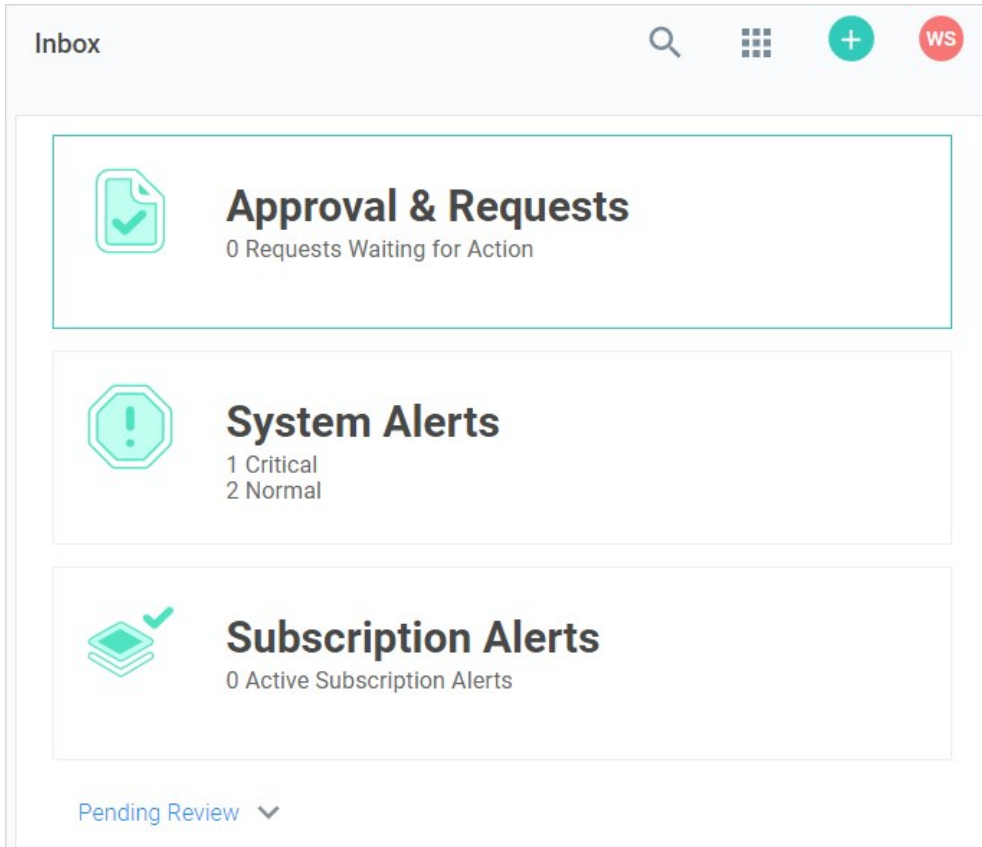 Inbox
WS
Approval & Requests
0 Requests Waiting for Action
System Alerts
1 Critical
2 Normal
Subscription Alerts
0 Active Subscription Alerts
Pending Review